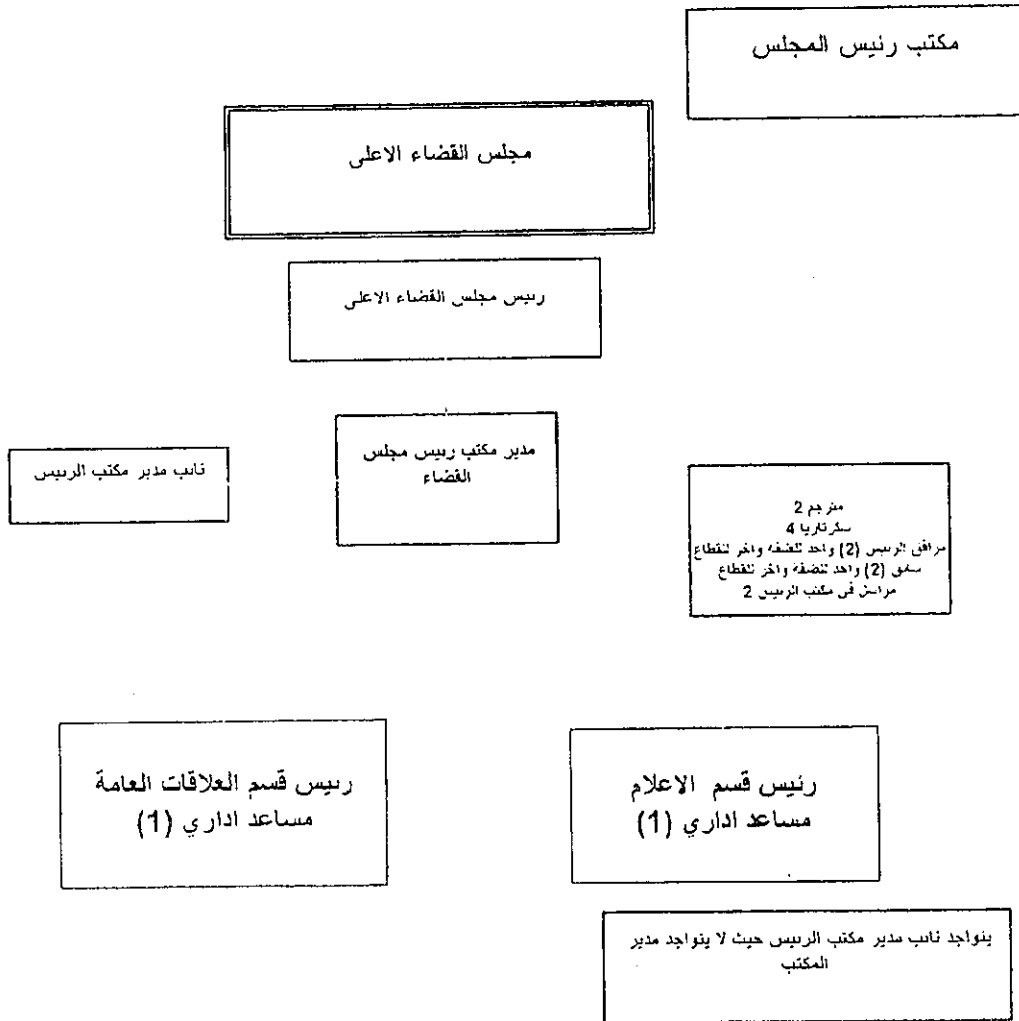 مكتب رئيس المجلس
مجلس القضاء الاعلى
رئيس مجلس القضاء الاعلى
مدير مكتب رئيس مجلس
القضاء
نائب مدير مكتب الرئيس
مترجم 2
سكرتاريا 4
مرافق الرئيس (2) واحد للضفة واخر للقطاع
سائق (2) واحد للضفة واخر للقطاع
مراسل في مكتب الرئيس 2
رئيس قسم الاعلام
مساعد اداري (1)
رئيس قسم العلاقات العامة
مساعد اداري (1)
يتواجد نائب مدير مكتب الرئيس حيث لا يتواجد مدير
المكتب